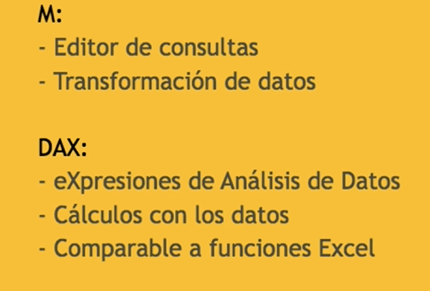 M:
- Editor de consultas
- Transformación de datos
DAX:
- eXpresiones de Análisis de Datos
- Cálculos con los datos
- Comparable a funciones Excel